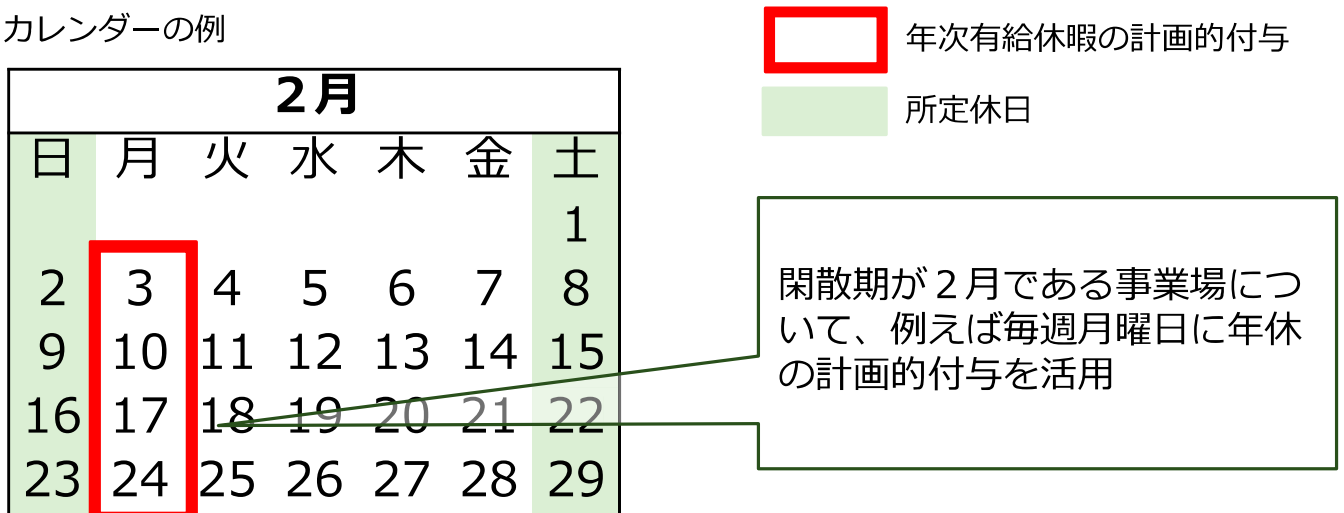 カレンダーの例
年次有給休暇の計画的付与
所定休日
２月
日 月 火 水 木 金 土
1
2 3 4 5 6 7 8
9 10 11 12 13 14 15
16 17 18 19 20 21 22
23 24 25 26 27 28 29
閑散期が２月である事業場につ
いて、例えば毎週月曜日に年休
の計画的付与を活用